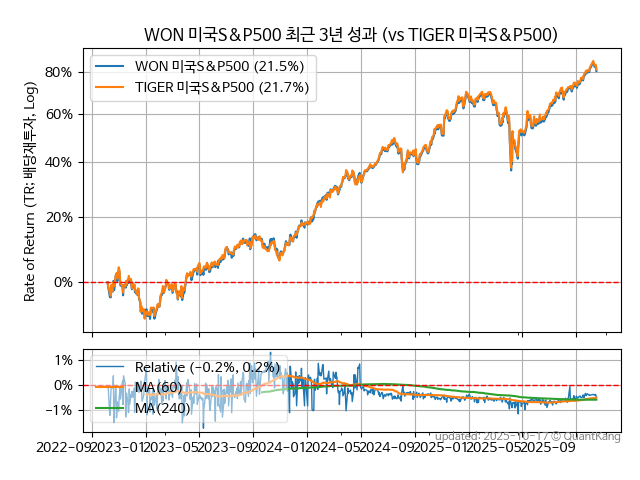 WON 미국S&P500 최근 3년 성과 (vs TIGER 미국S&P500)
WON 미국S&P500 (21.5%)
TIGER 미국S&P500 (21.7%)
Rate of Return (TR: 배당재투자, Log)
80%
60%
40%
20%
0%
1%
0%
−1%
Relative (−0.2%, 0.2%)
MA(60)
MA(240)
updated: 2025-10-17 © QuantKang
2022-09
2023-01
2023-05
2023-09
2024-01
2024-05
2024-09
2025-01
2025-05
2025-09